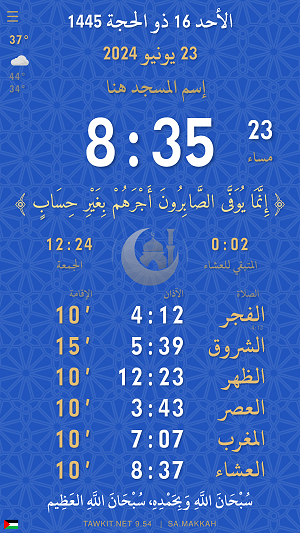 الأحد 16 ذو الحجة 1445
37°
23 يونيو 2024
44°
34°
إسم المسجد هنا
8:35
23
مساء
﴿ إِنَّمَا يُوَفَّى الصَّابِرُونَ أَجْرَهُمْ بِغَيْرِ حِسَابٍ ﴾
0:02 12:24
المتبقي للعشاء الجمعة
الصلاة الأذان الإقامة
الفجر 4:12 10′
4:13
الشروق 5:39 15′
الظهر 12:23 10′
العصر 3:43 10′
المغرب 7:07 10′
العشاء 8:37 10′
سُبْحَانَ اللَّهِ وَبِحَمْدِهِ، سُبْحَانَ اللَّهِ الْعَظِيم
TAWKIT.NET 9.54 | SA.MAKKAH